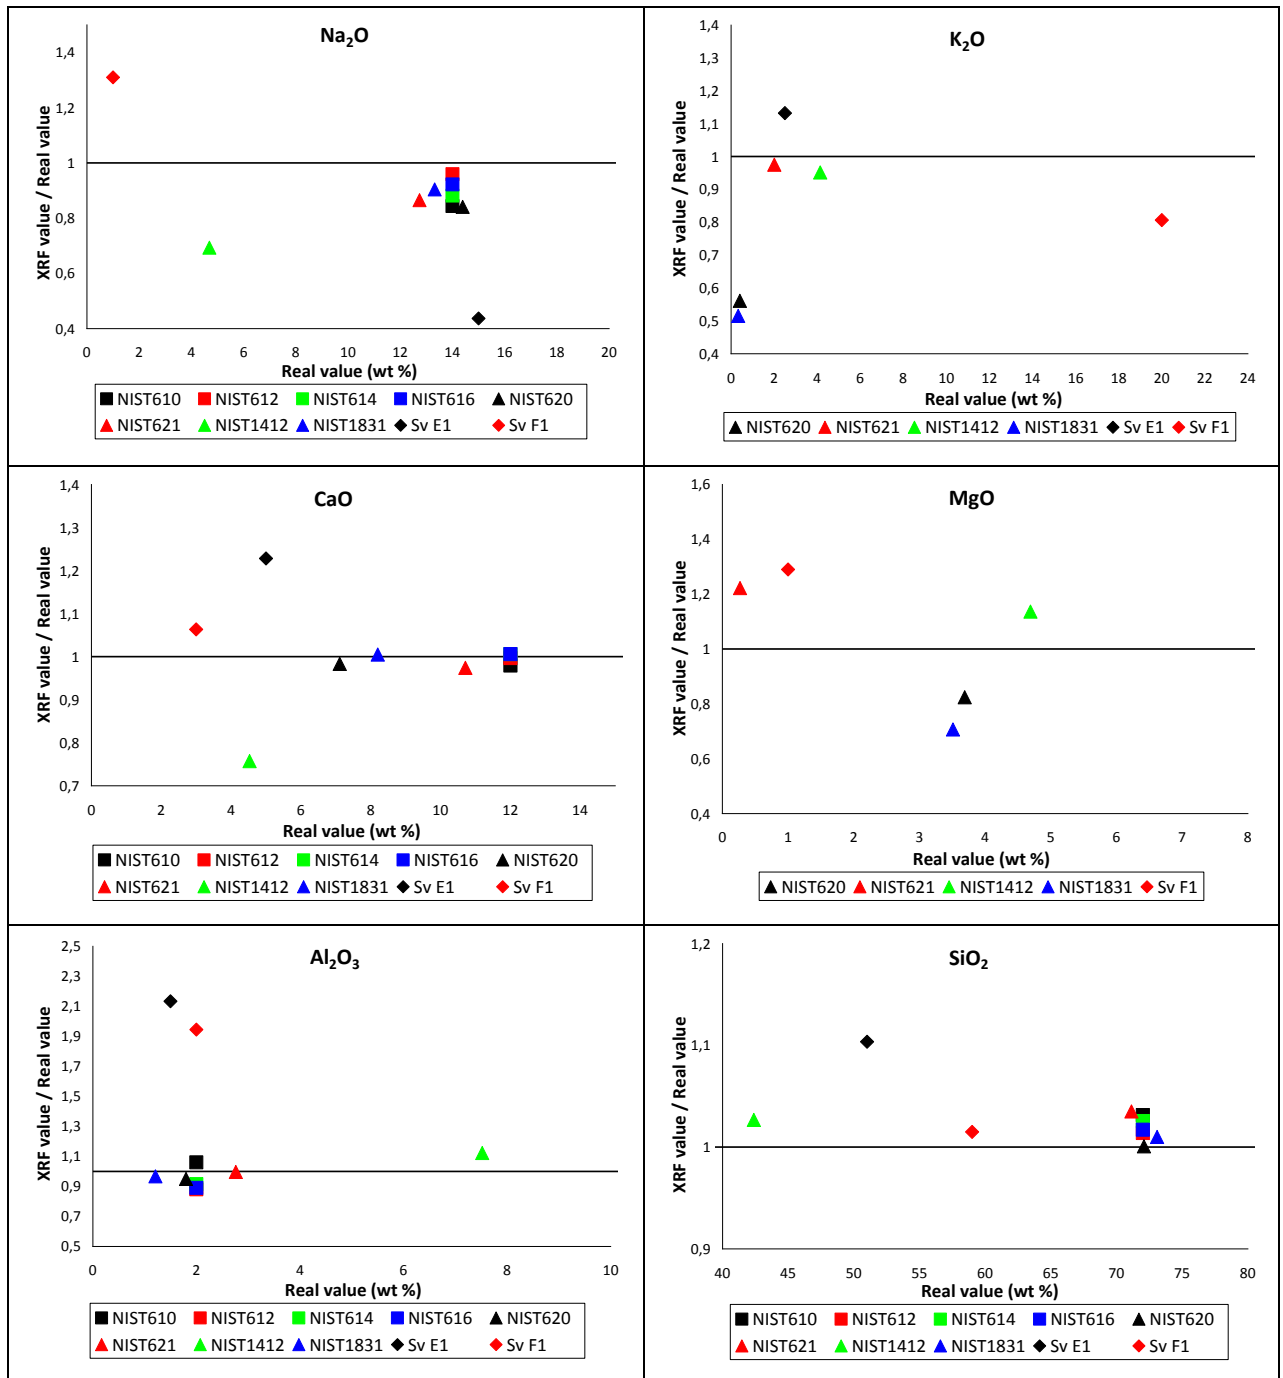 Na₂O
XRF value / Real value
1,4
1,2
1
0,8
0,6
0,4
0 2 4 6 8 10 12 14 16 18 20
Real value (wt %)
NIST610 NIST612 NIST614 NIST616 NIST620
NIST621 NIST1412 NIST1831 Sv E1 Sv F1
K₂O
XRF value / Real value
1,4
1,3
1,2
1,1
1
0,9
0,8
0,7
0,6
0,5
0,4
0 2 4 6 8 10 12 14 16 18 20 22 24
Real value (wt %)
NIST620 NIST621 NIST1412 NIST1831 Sv E1 Sv F1
CaO
XRF value / Real value
1,4
1,3
1,2
1,1
1
0,9
0,8
0,7
0 2 4 6 8 10 12 14
Real value (wt %)
NIST610 NIST612 NIST614 NIST616 NIST620
NIST621 NIST1412 NIST1831 Sv E1 Sv F1
MgO
XRF value / Real value
1,6
1,4
1,2
1
0,8
0,6
0,4
0 1 2 3 4 5 6 7 8
Real value (wt %)
NIST620 NIST621 NIST1412 NIST1831 Sv F1
Al₂O₃
XRF value / Real value
2,5
2,3
2,1
1,9
1,7
1,5
1,3
1,1
0,9
0,7
0,5
0 2 4 6 8 10
Real value (wt %)
NIST610 NIST612 NIST614 NIST616 NIST620
NIST621 NIST1412 NIST1831 Sv E1 Sv F1
SiO₂
XRF value / Real value
1,2
1,1
1
0,9
40 45 50 55 60 65 70 75 80
Real value (wt %)
NIST610 NIST612 NIST614 NIST616 NIST620
NIST621 NIST1412 NIST1831 Sv E1 Sv F1